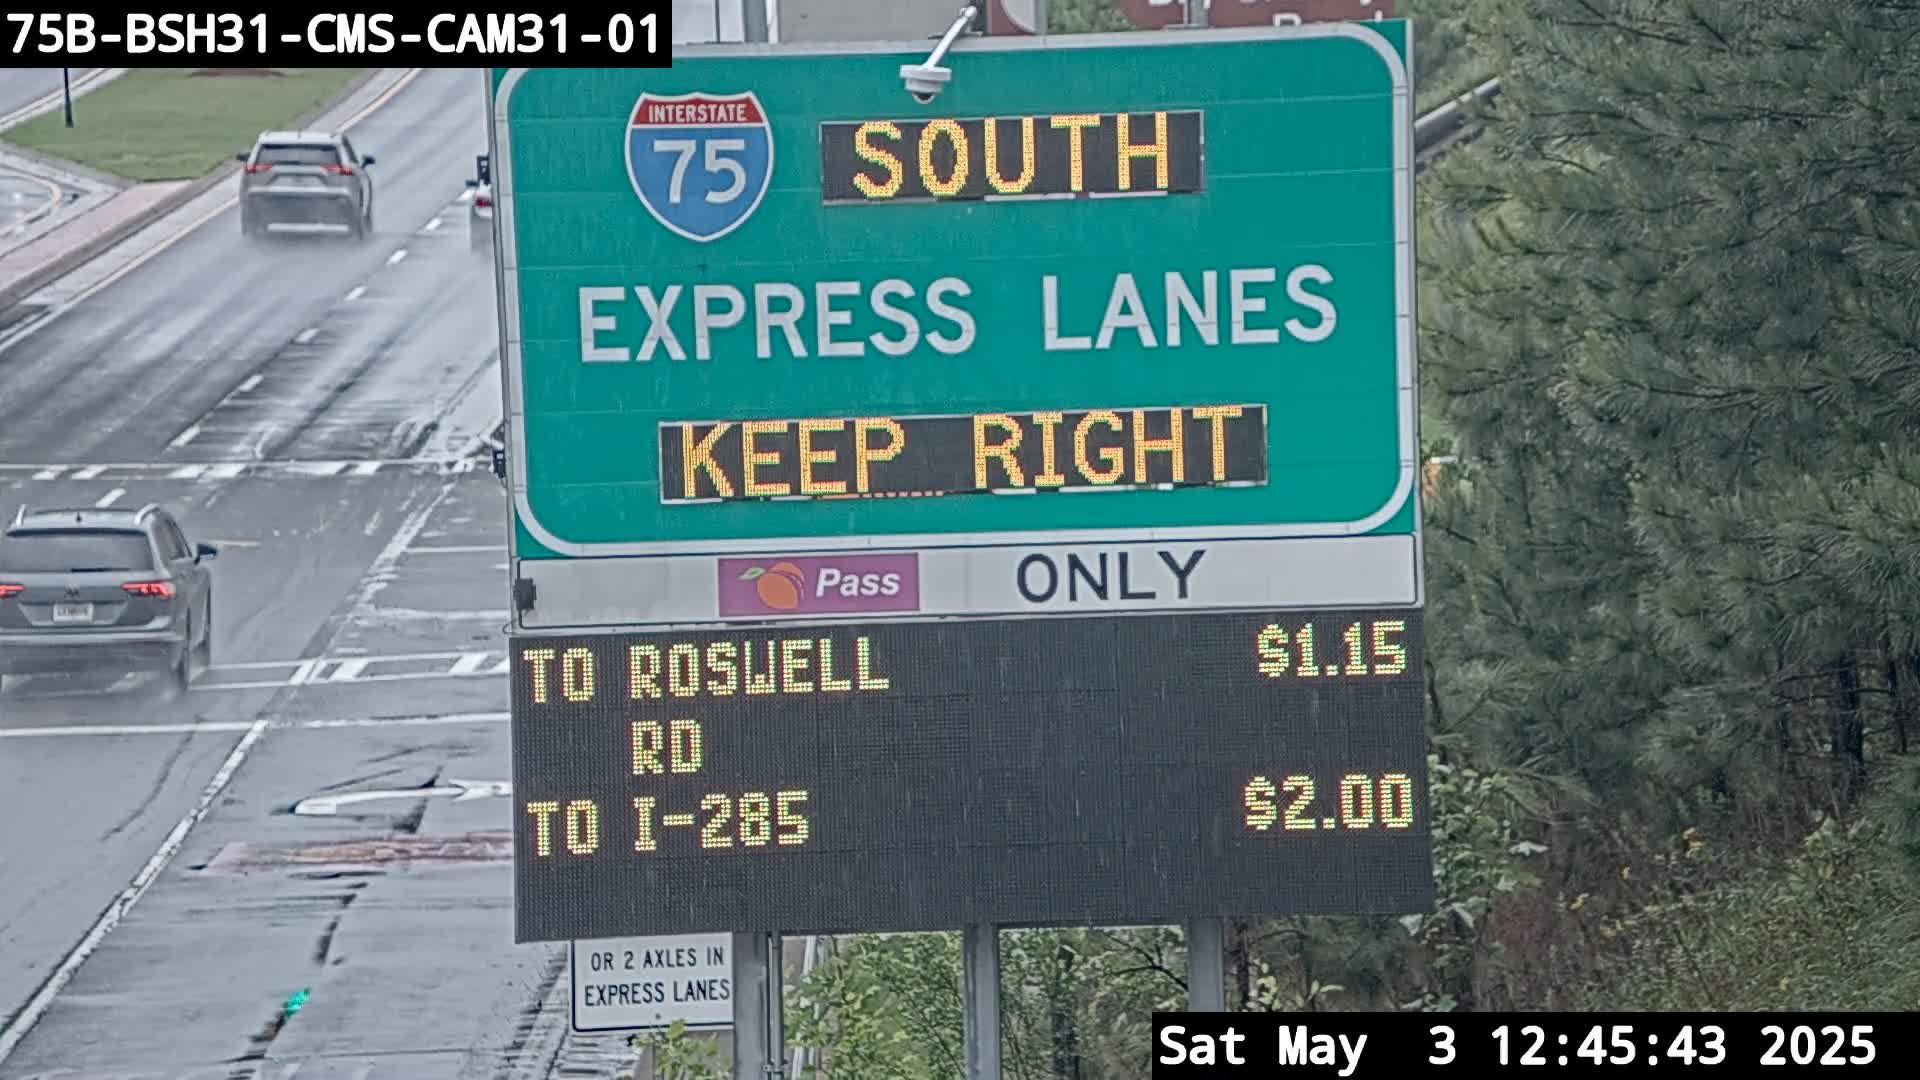 75B-BSH31-CMS-CAM31-01
INTERSTATE
75
SOUTH
EXPRESS LANES
KEEP RIGHT
Pass ONLY
TO ROSWELL $1.15
RD
TO I-285 $2.00
OR 2 AXLES IN
EXPRESS LANES
Sat May 3 12:45:43 2025